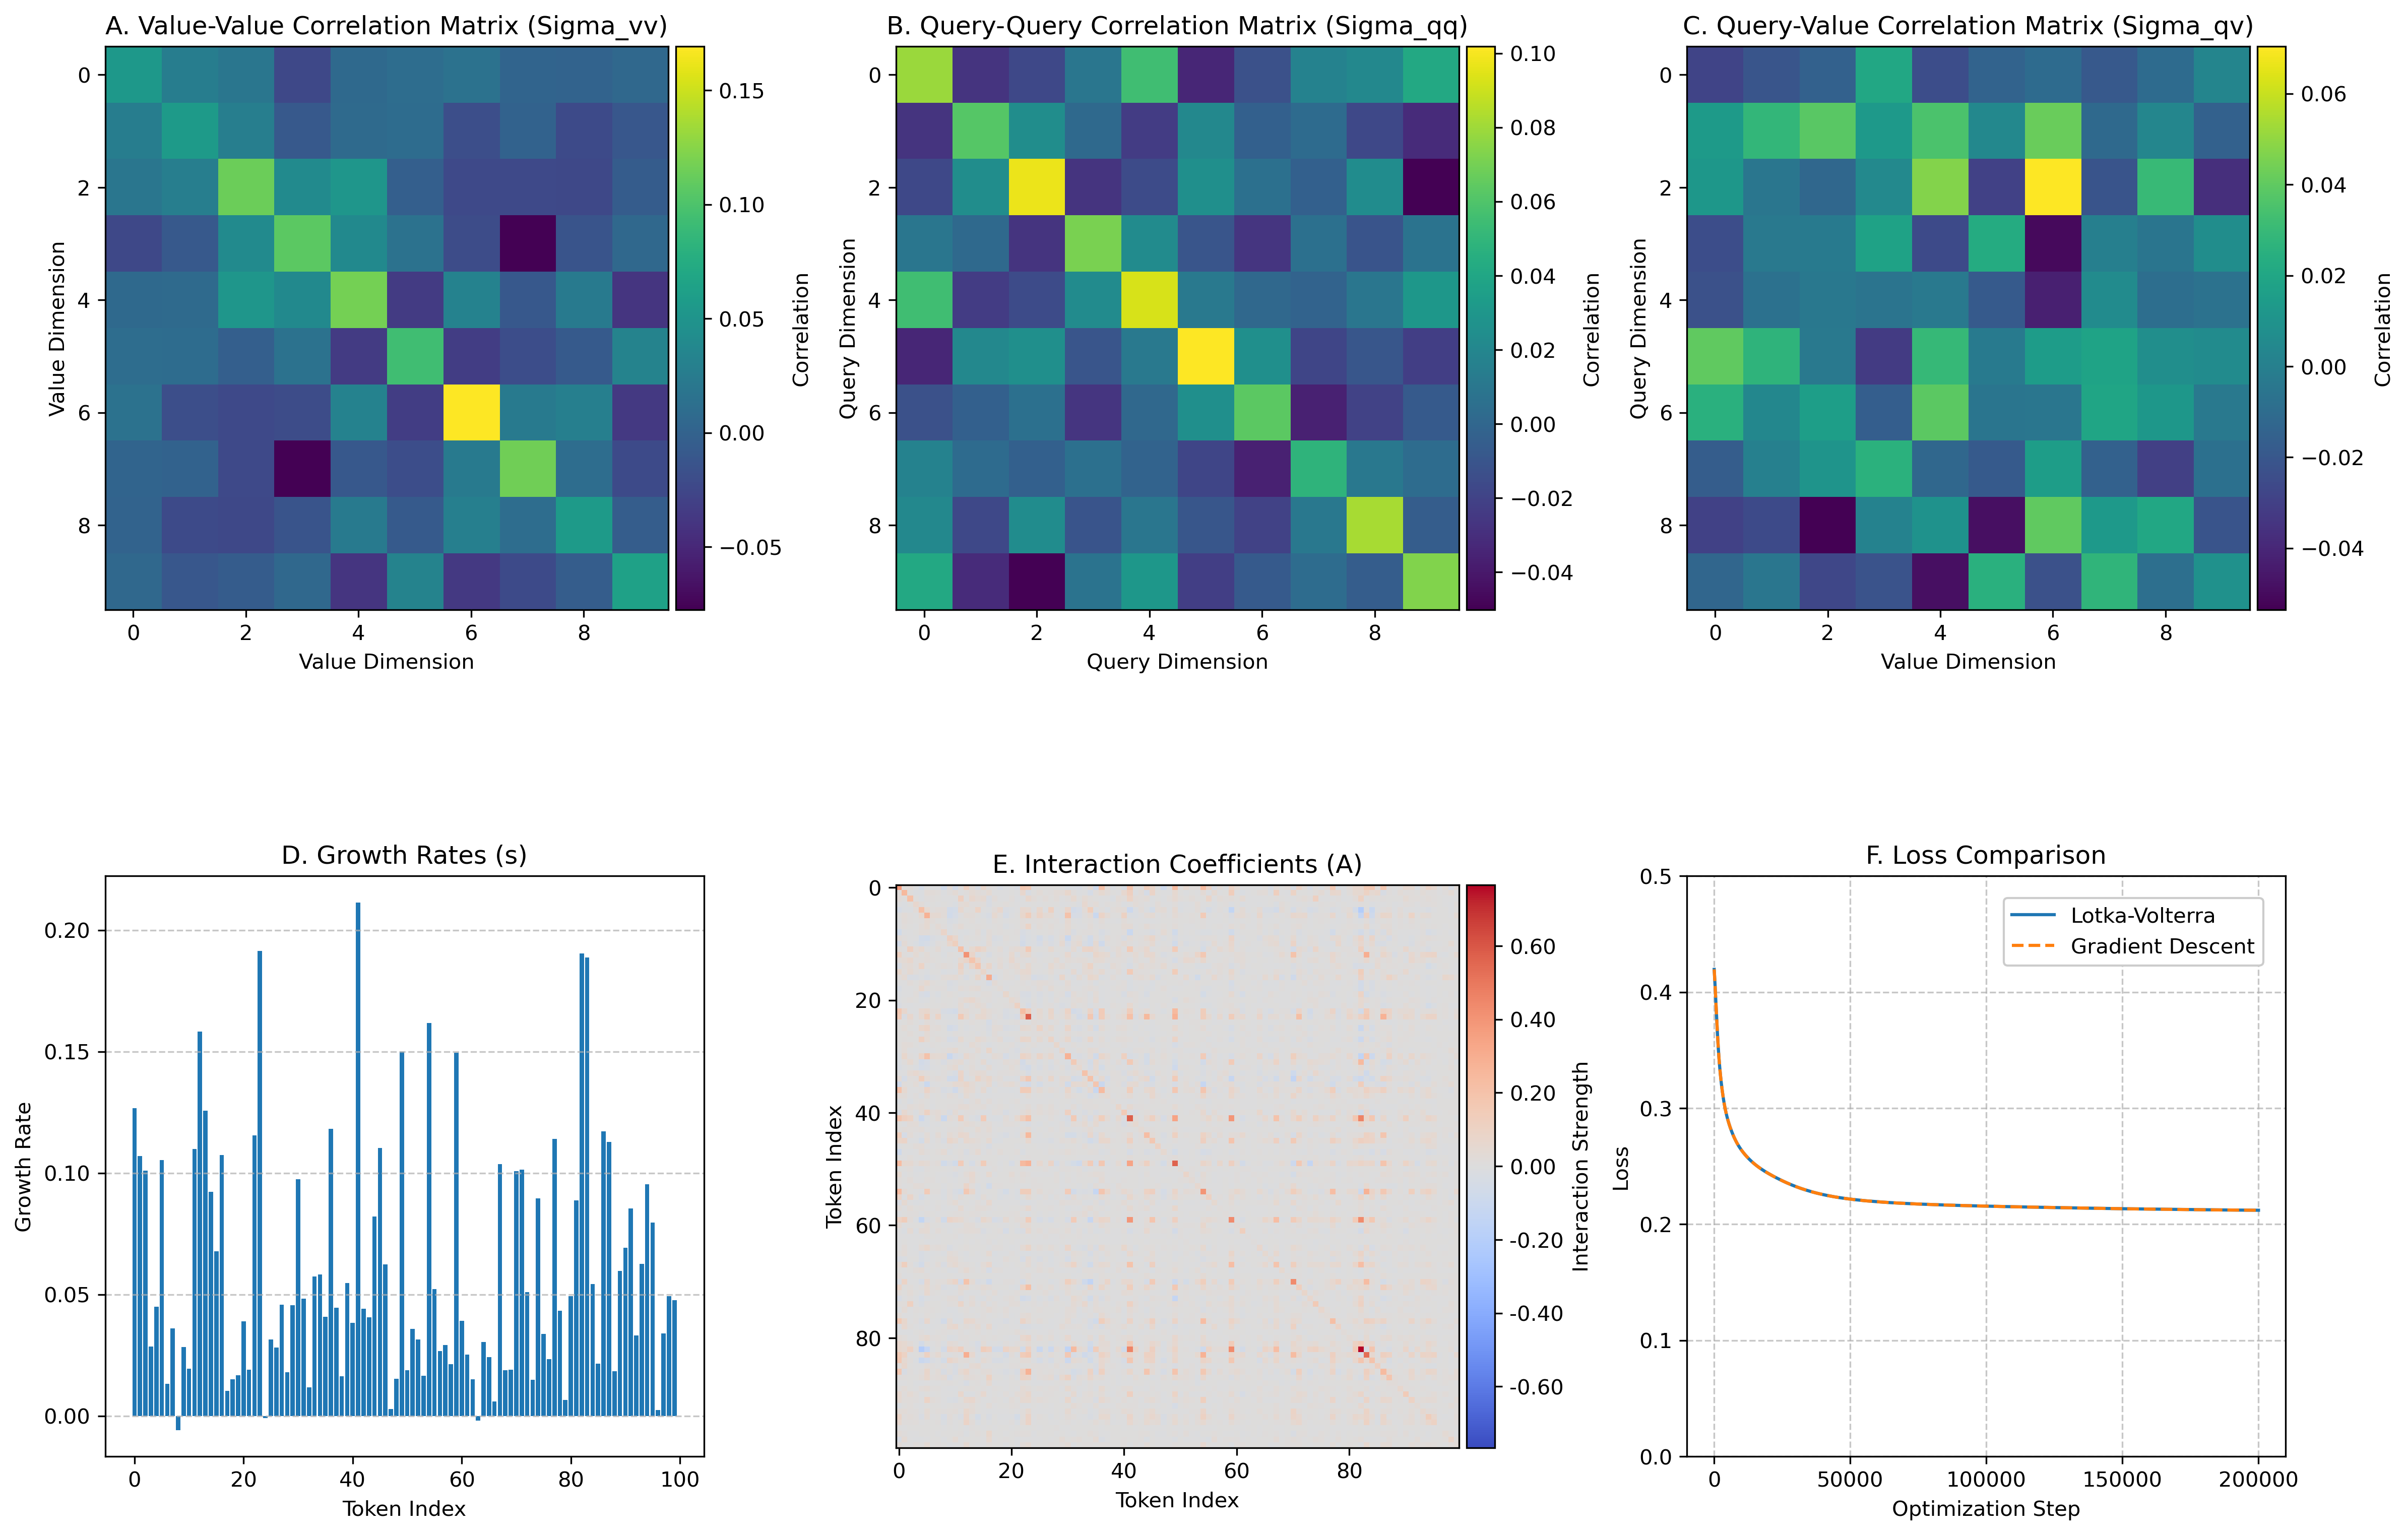 A. Value-Value Correlation Matrix (Sigma_vv)
0
2
4
6
8
Value Dimension
0 2 4 6 8
Value Dimension
0.15
0.10
0.05
0.00
−0.05
Correlation
B. Query-Query Correlation Matrix (Sigma_qq)
0
2
4
6
8
Query Dimension
0 2 4 6 8
Query Dimension
0.10
0.08
0.06
0.04
0.02
0.00
−0.02
−0.04
Correlation
C. Query-Value Correlation Matrix (Sigma_qv)
0
2
4
6
8
Query Dimension
0 2 4 6 8
Value Dimension
0.06
0.04
0.02
0.00
−0.02
−0.04
Correlation
D. Growth Rates (s)
0.20
0.15
0.10
0.05
0.00
Growth Rate
0 20 40 60 80 100
Token Index
E. Interaction Coefficients (A)
0
20
40
60
80
Token Index
0 20 40 60 80
Token Index
0.60
0.40
0.20
0.00
-0.20
-0.40
-0.60
Interaction Strength
F. Loss Comparison
0.5
0.4
0.3
0.2
0.1
0.0
Loss
Lotka-Volterra
Gradient Descent
0 50000 100000 150000 200000
Optimization Step